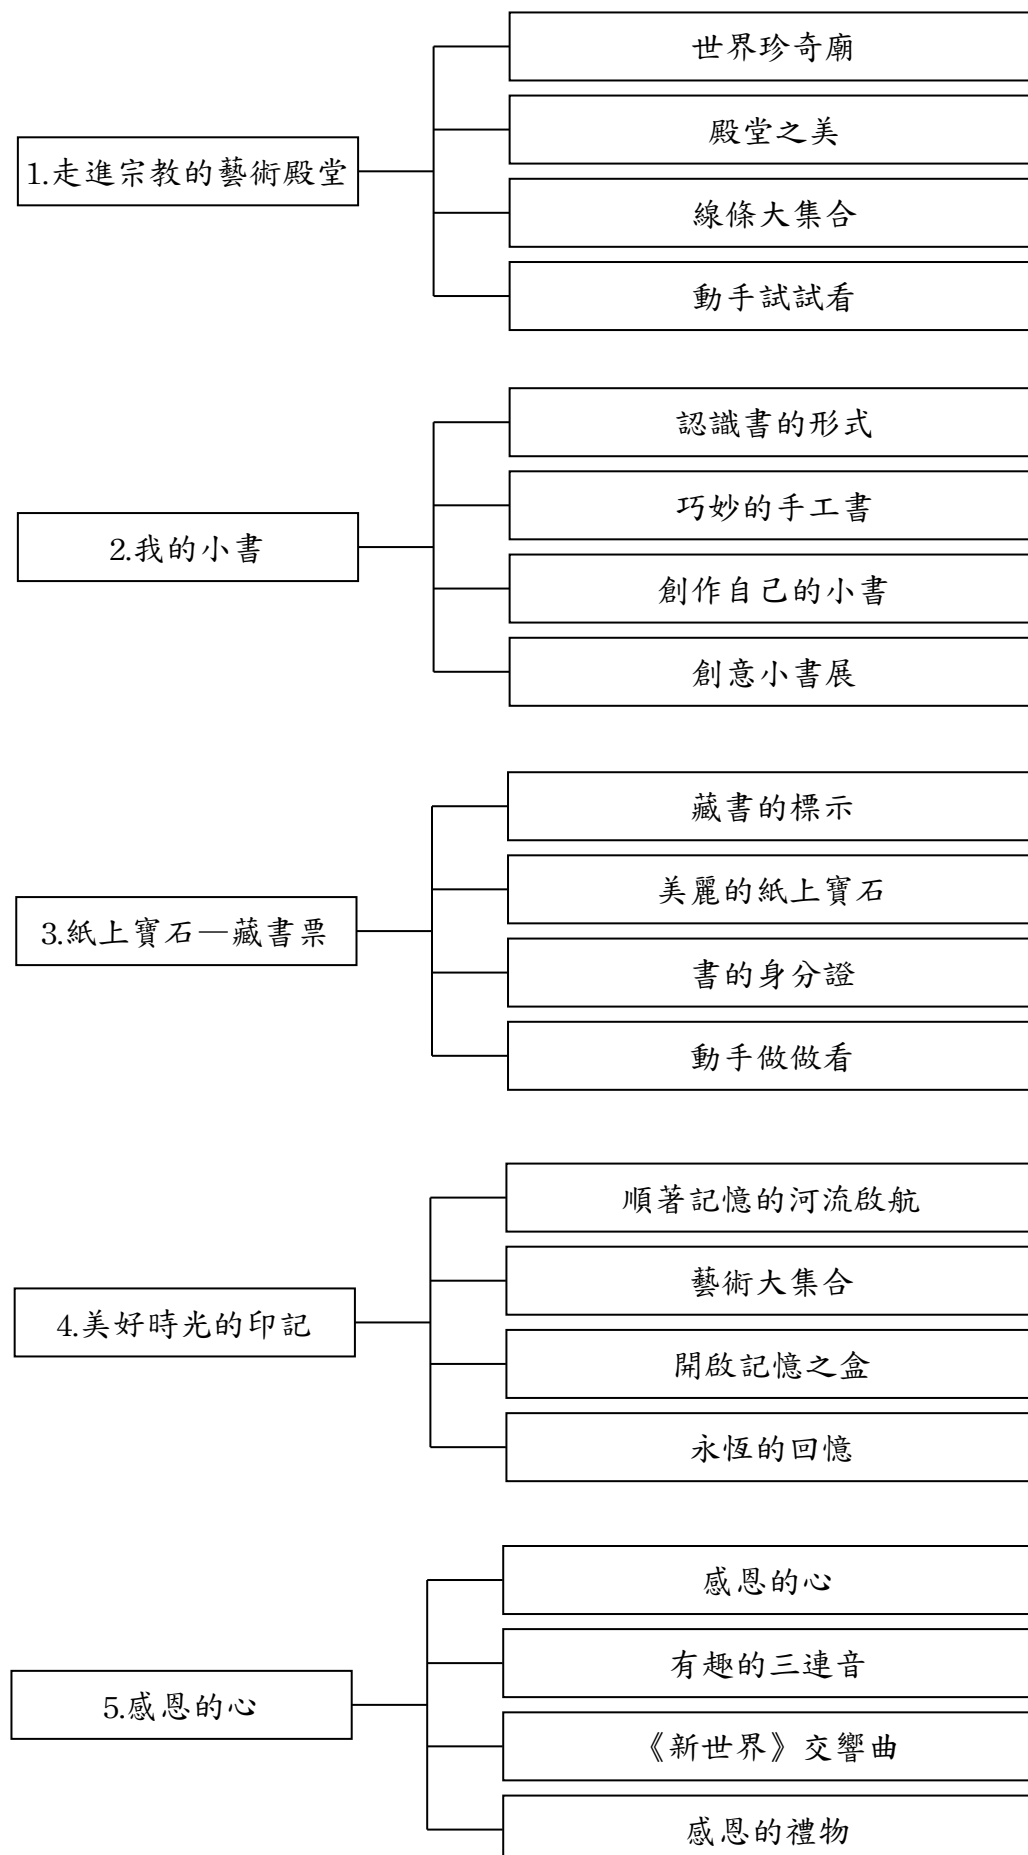 1.走進宗教的藝術殿堂
世界珍奇廟
殿堂之美
線條大集合
動手試試看
2.我的小書
認識書的形式
巧妙的手工書
創作自己的小書
創意小書展
3.紙上寶石—藏書票
藏書的標示
美麗的紙上寶石
書的身分證
動手做做看
4.美好時光的印記
順著記憶的河流啟航
藝術大集合
開啟記憶之盒
永恆的回憶
5.感恩的心
感恩的心
有趣的三連音
《新世界》交響曲
感恩的禮物